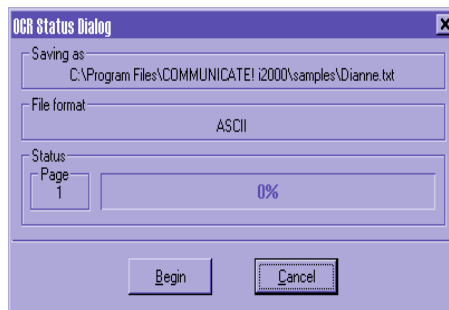 OCR Status Dialog
Saving as
C:\Program Files\COMMUNICATE! i2000\samples\Dianne.txt
File format
ASCII
Status
Page
1
0%
Begin
Cancel